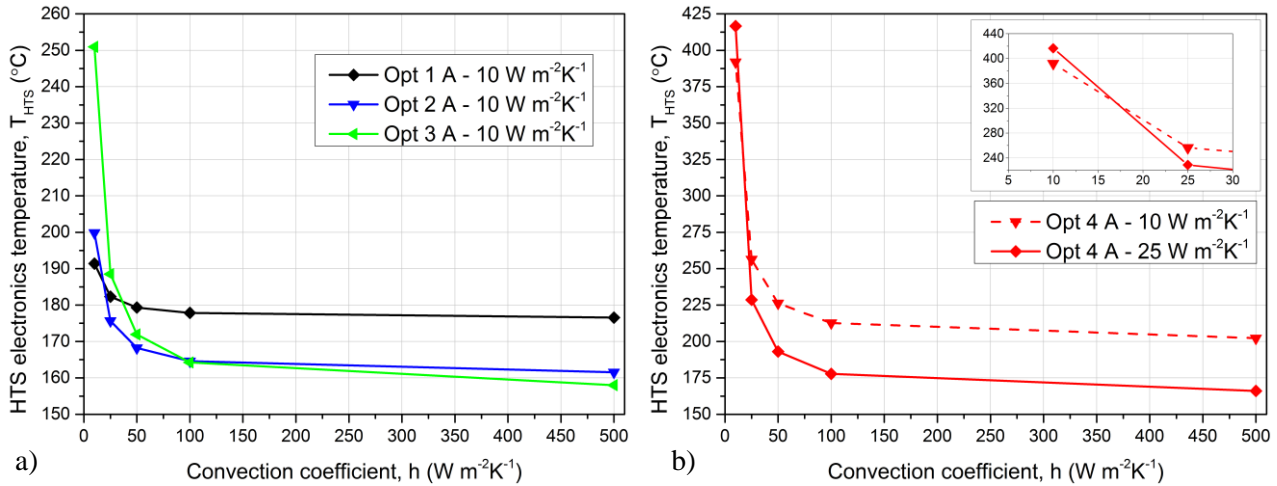 260
250
240
230
220
210
200
190
180
170
160
150
HTS electronics temperature, T_HTS (°C)
Opt 1 A - 10 W m⁻²K⁻¹
Opt 2 A - 10 W m⁻²K⁻¹
Opt 3 A - 10 W m⁻²K⁻¹
0 50 100 150 200 250 300 350 400 450 500
Convection coefficient, h (W m⁻²K⁻¹)
a)
425
400
375
350
325
300
275
250
225
200
175
150
HTS electronics temperature, T_HTS (°C)
440
400
360
320
280
240
5 10 15 20 25 30
Opt 4 A - 10 W m⁻²K⁻¹
Opt 4 A - 25 W m⁻²K⁻¹
0 50 100 150 200 250 300 350 400 450 500
Convection coefficient, h (W m⁻²K⁻¹)
b)